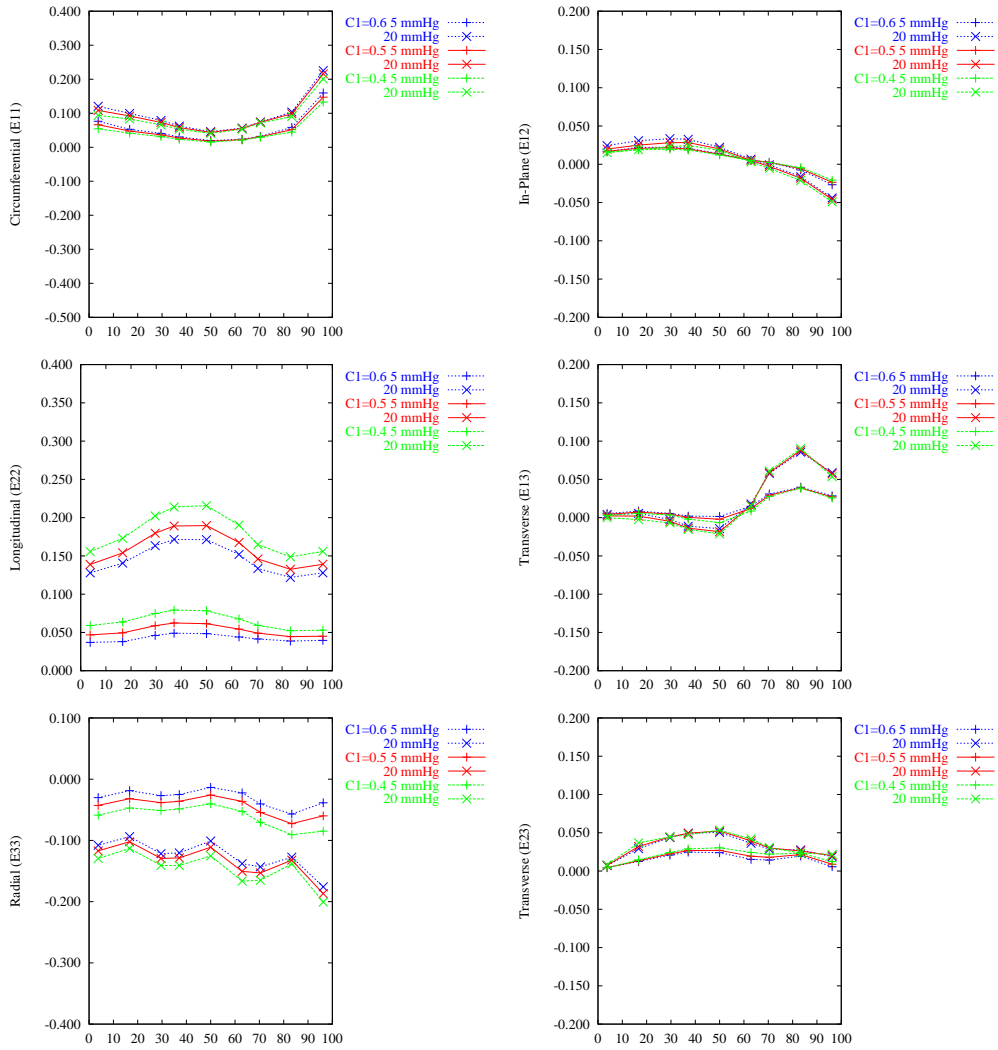 Circumferential (E11)
0.400
0.300
0.200
0.100
0.000
-0.100
-0.200
-0.300
-0.400
-0.500
0 10 20 30 40 50 60 70 80 90 100
C1=0.6 5 mmHg
20 mmHg
C1=0.5 5 mmHg
20 mmHg
C1=0.4 5 mmHg
20 mmHg
In-Plane (E12)
0.200
0.150
0.100
0.050
0.000
-0.050
-0.100
-0.150
-0.200
0 10 20 30 40 50 60 70 80 90 100
C1=0.6 5 mmHg
20 mmHg
C1=0.5 5 mmHg
20 mmHg
C1=0.4 5 mmHg
20 mmHg
Longitudinal (E22)
0.400
0.350
0.300
0.250
0.200
0.150
0.100
0.050
0.000
0 10 20 30 40 50 60 70 80 90 100
C1=0.6 5 mmHg
20 mmHg
C1=0.5 5 mmHg
20 mmHg
C1=0.4 5 mmHg
20 mmHg
Transverse (E13)
0.200
0.150
0.100
0.050
0.000
-0.050
-0.100
-0.150
-0.200
0 10 20 30 40 50 60 70 80 90 100
C1=0.6 5 mmHg
20 mmHg
C1=0.5 5 mmHg
20 mmHg
C1=0.4 5 mmHg
20 mmHg
Radial (E33)
0.100
0.000
-0.100
-0.200
-0.300
-0.400
0 10 20 30 40 50 60 70 80 90 100
C1=0.6 5 mmHg
20 mmHg
C1=0.5 5 mmHg
20 mmHg
C1=0.4 5 mmHg
20 mmHg
Transverse (E23)
0.200
0.150
0.100
0.050
0.000
-0.050
-0.100
-0.150
-0.200
0 10 20 30 40 50 60 70 80 90 100
C1=0.6 5 mmHg
20 mmHg
C1=0.5 5 mmHg
20 mmHg
C1=0.4 5 mmHg
20 mmHg